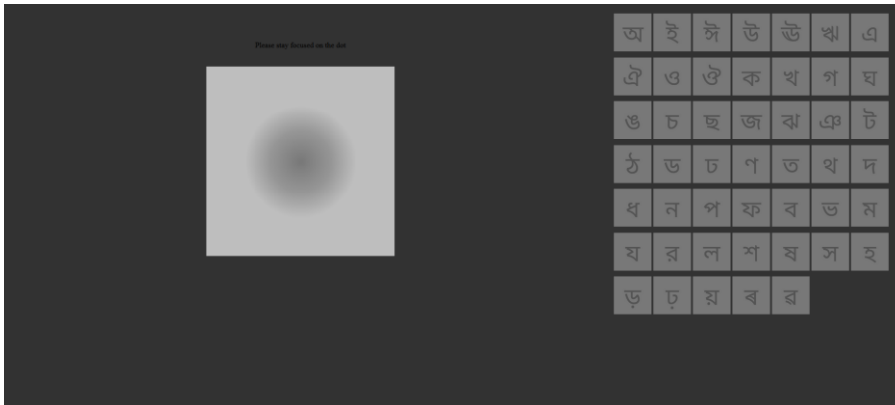 Please stay focused on the dot
অ ই ঈ উ ঊ ঋ এ
ঐ ও ঔ ক খ গ ঘ
ঙ চ ছ জ ঝ ঞ ট
ঠ ড ঢ ণ ত থ দ
ধ ন প ফ ব ভ ম
য র ল শ ষ স হ
ড় ঢ় য় ৰ ৱ